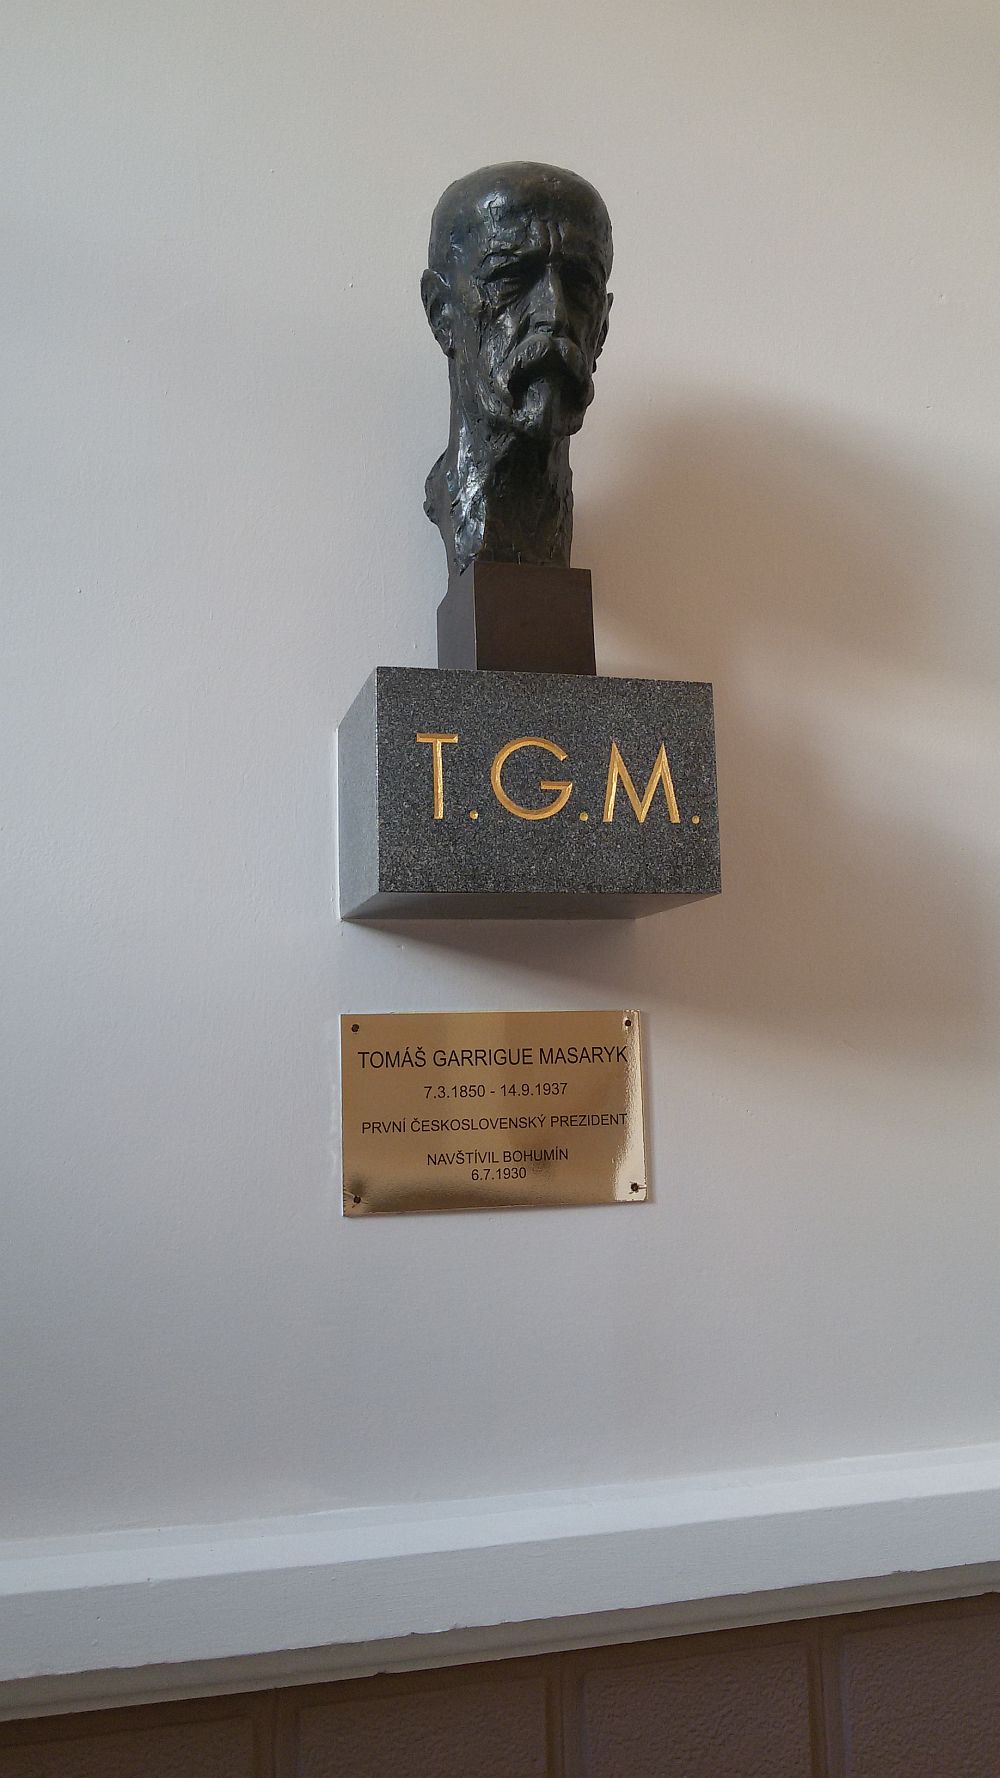 T.G.M.
TOMÁŠ GARRIGUE MASARYK
7.3.1850 - 14.9.1937
PRVNÍ ČESKOSLOVENSKÝ PREZIDENT
NAVŠTÍVIL BOHUMÍN
6.7.1930